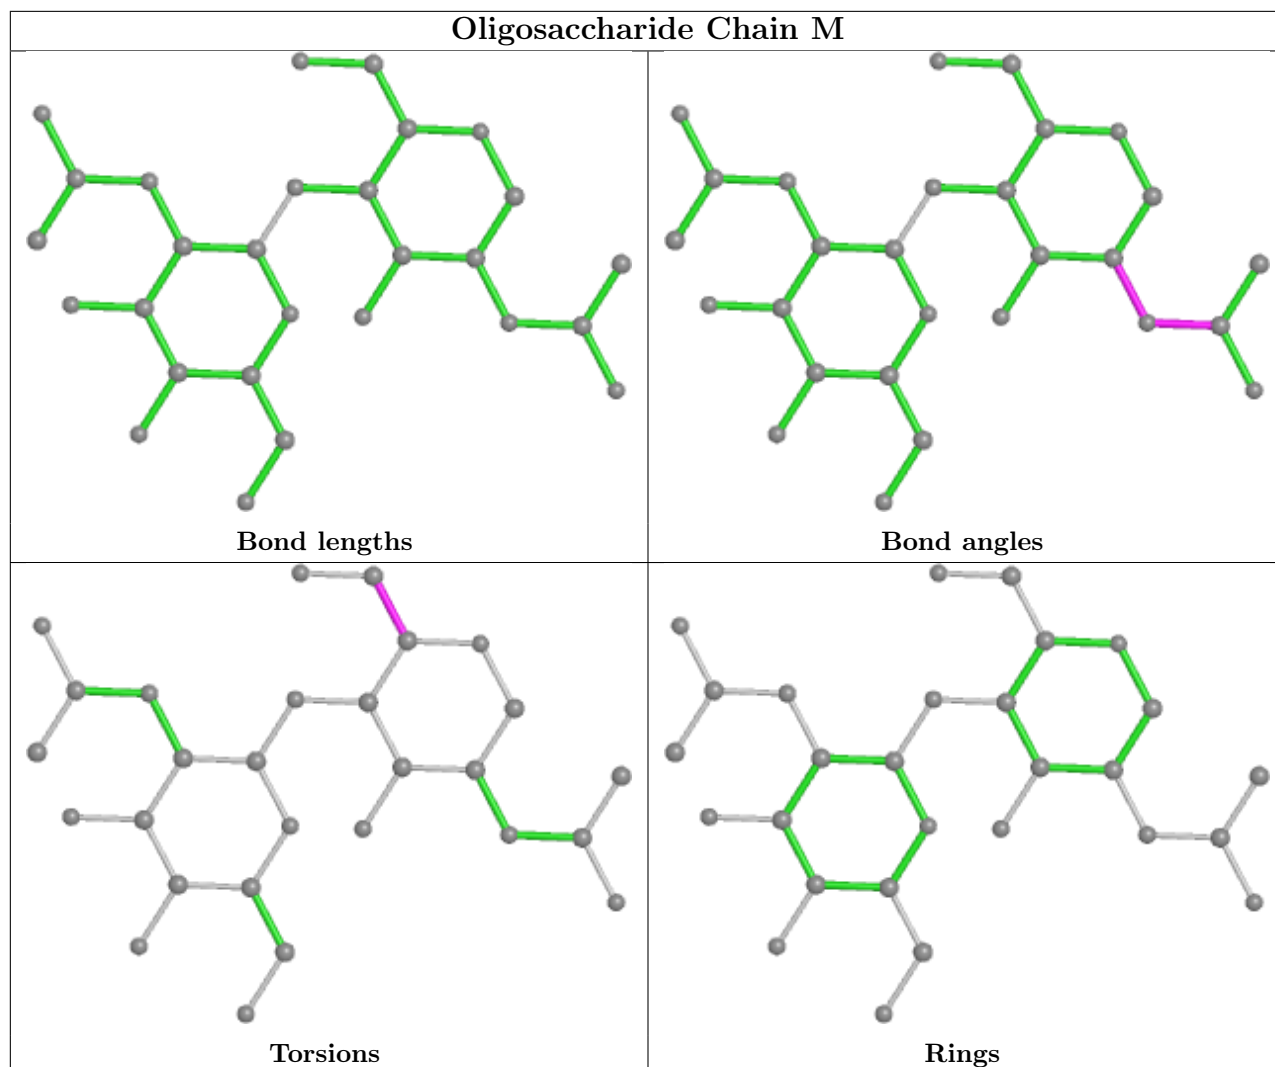 Oligosaccharide Chain M
Bond lengths
Bond angles
Torsions
Rings